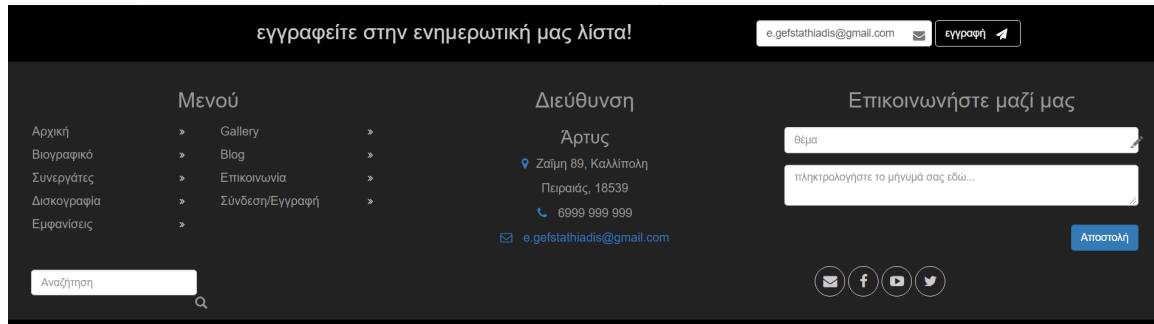 εγγραφείτε στην ενημερωτική μας λίστα!
e.gefstathiadis@gmail.com
εγγραφή
Μενού
Αρχική » Gallery »
Βιογραφικό » Blog »
Συνεργάτες » Επικοινωνία »
Δισκογραφία » Σύνδεση/Εγγραφή »
Εμφανίσεις »
Αναζήτηση
Διεύθυνση
Άρτυς
Ζαΐμη 89, Καλλίπολη
Πειραιάς, 18539
6999 999 999
e.gefstathiadis@gmail.com
Επικοινωνήστε μαζί μας
θέμα
πληκτρολογήστε το μήνυμά σας εδώ...
Αποστολή